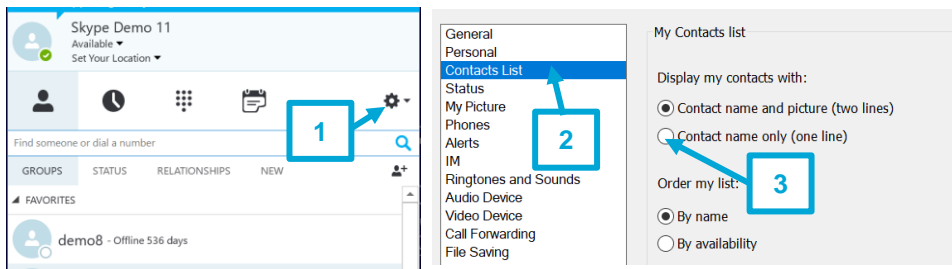 Skype Demo 11
Available
Set Your Location
1
Find someone or dial a number
GROUPS STATUS RELATIONSHIPS NEW
FAVORITES
demo8 - Offline 536 days
General
Personal
Contacts List
Status
My Picture
Phones
Alerts
IM
Ringtones and Sounds
Audio Device
Video Device
Call Forwarding
File Saving
2
My Contacts list
Display my contacts with:
Contact name and picture (two lines)
Contact name only (one line)
3
Order my list:
By name
By availability